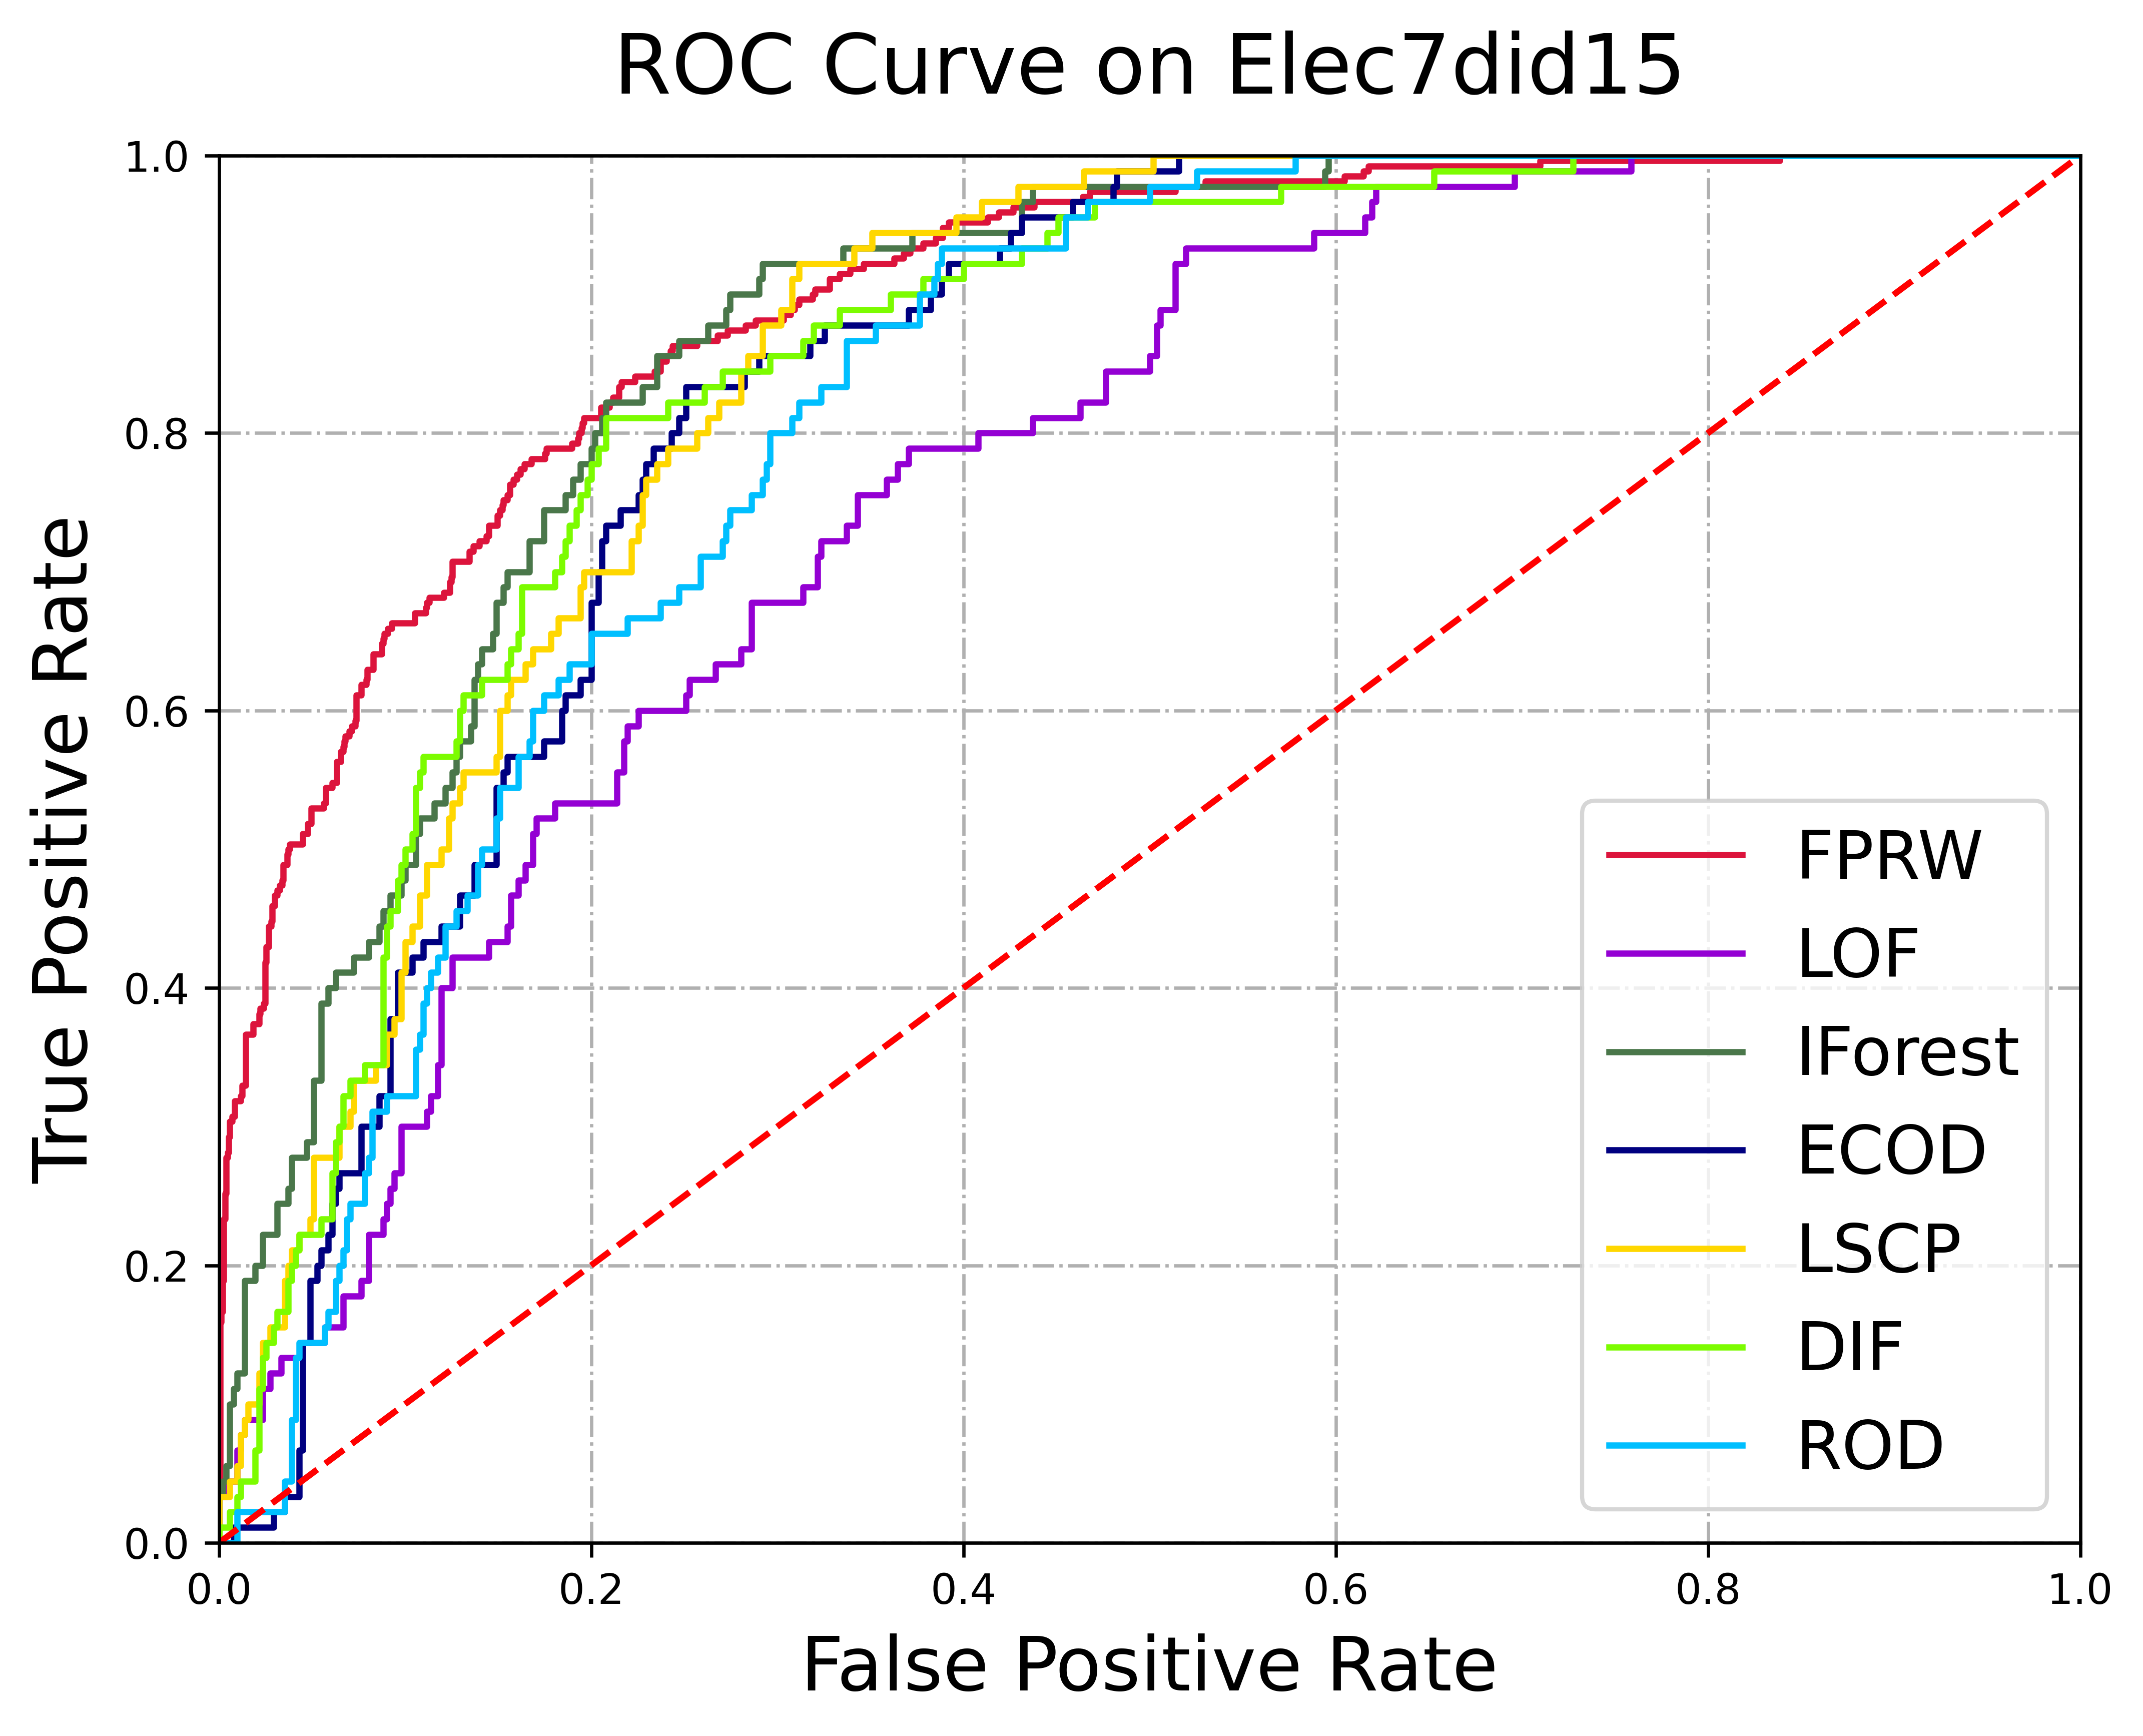 ROC Curve on Elec7did15
True Positive Rate
1.0
0.8
0.6
0.4
0.2
0.0
0.0 0.2 0.4 0.6 0.8 1.0
False Positive Rate
FPRW
LOF
IForest
ECOD
LSCP
DIF
ROD